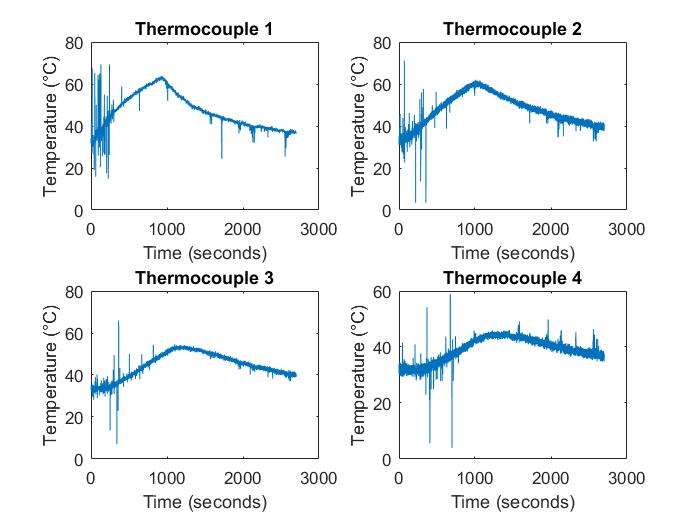 Thermocouple 1
Thermocouple 2
80
60
40
20
0
Temperature (°C)
0 1000 2000 3000
Time (seconds)
80
60
40
20
0
Temperature (°C)
0 1000 2000 3000
Time (seconds)
Thermocouple 3
Thermocouple 4
80
60
40
20
0
Temperature (°C)
0 1000 2000 3000
Time (seconds)
60
40
20
0
Temperature (°C)
0 1000 2000 3000
Time (seconds)